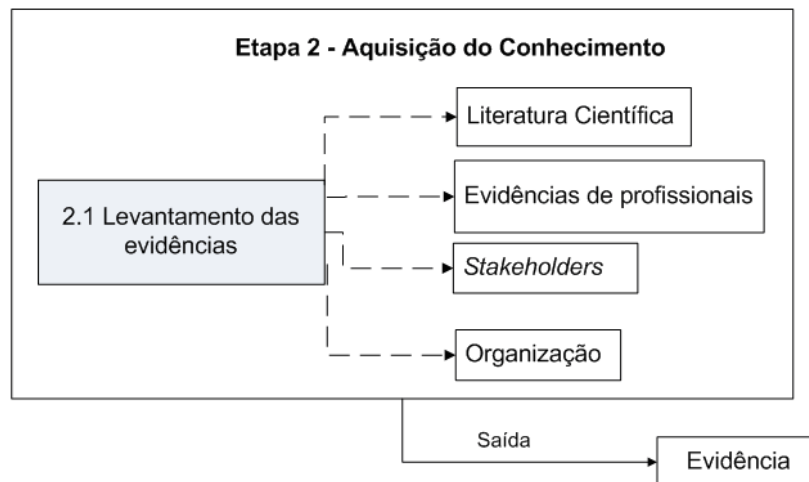 Etapa 2 - Aquisição do Conhecimento
Literatura Científica
2.1 Levantamento das
evidências
Evidências de profissionais
Stakeholders
Organização
Saída
Evidência